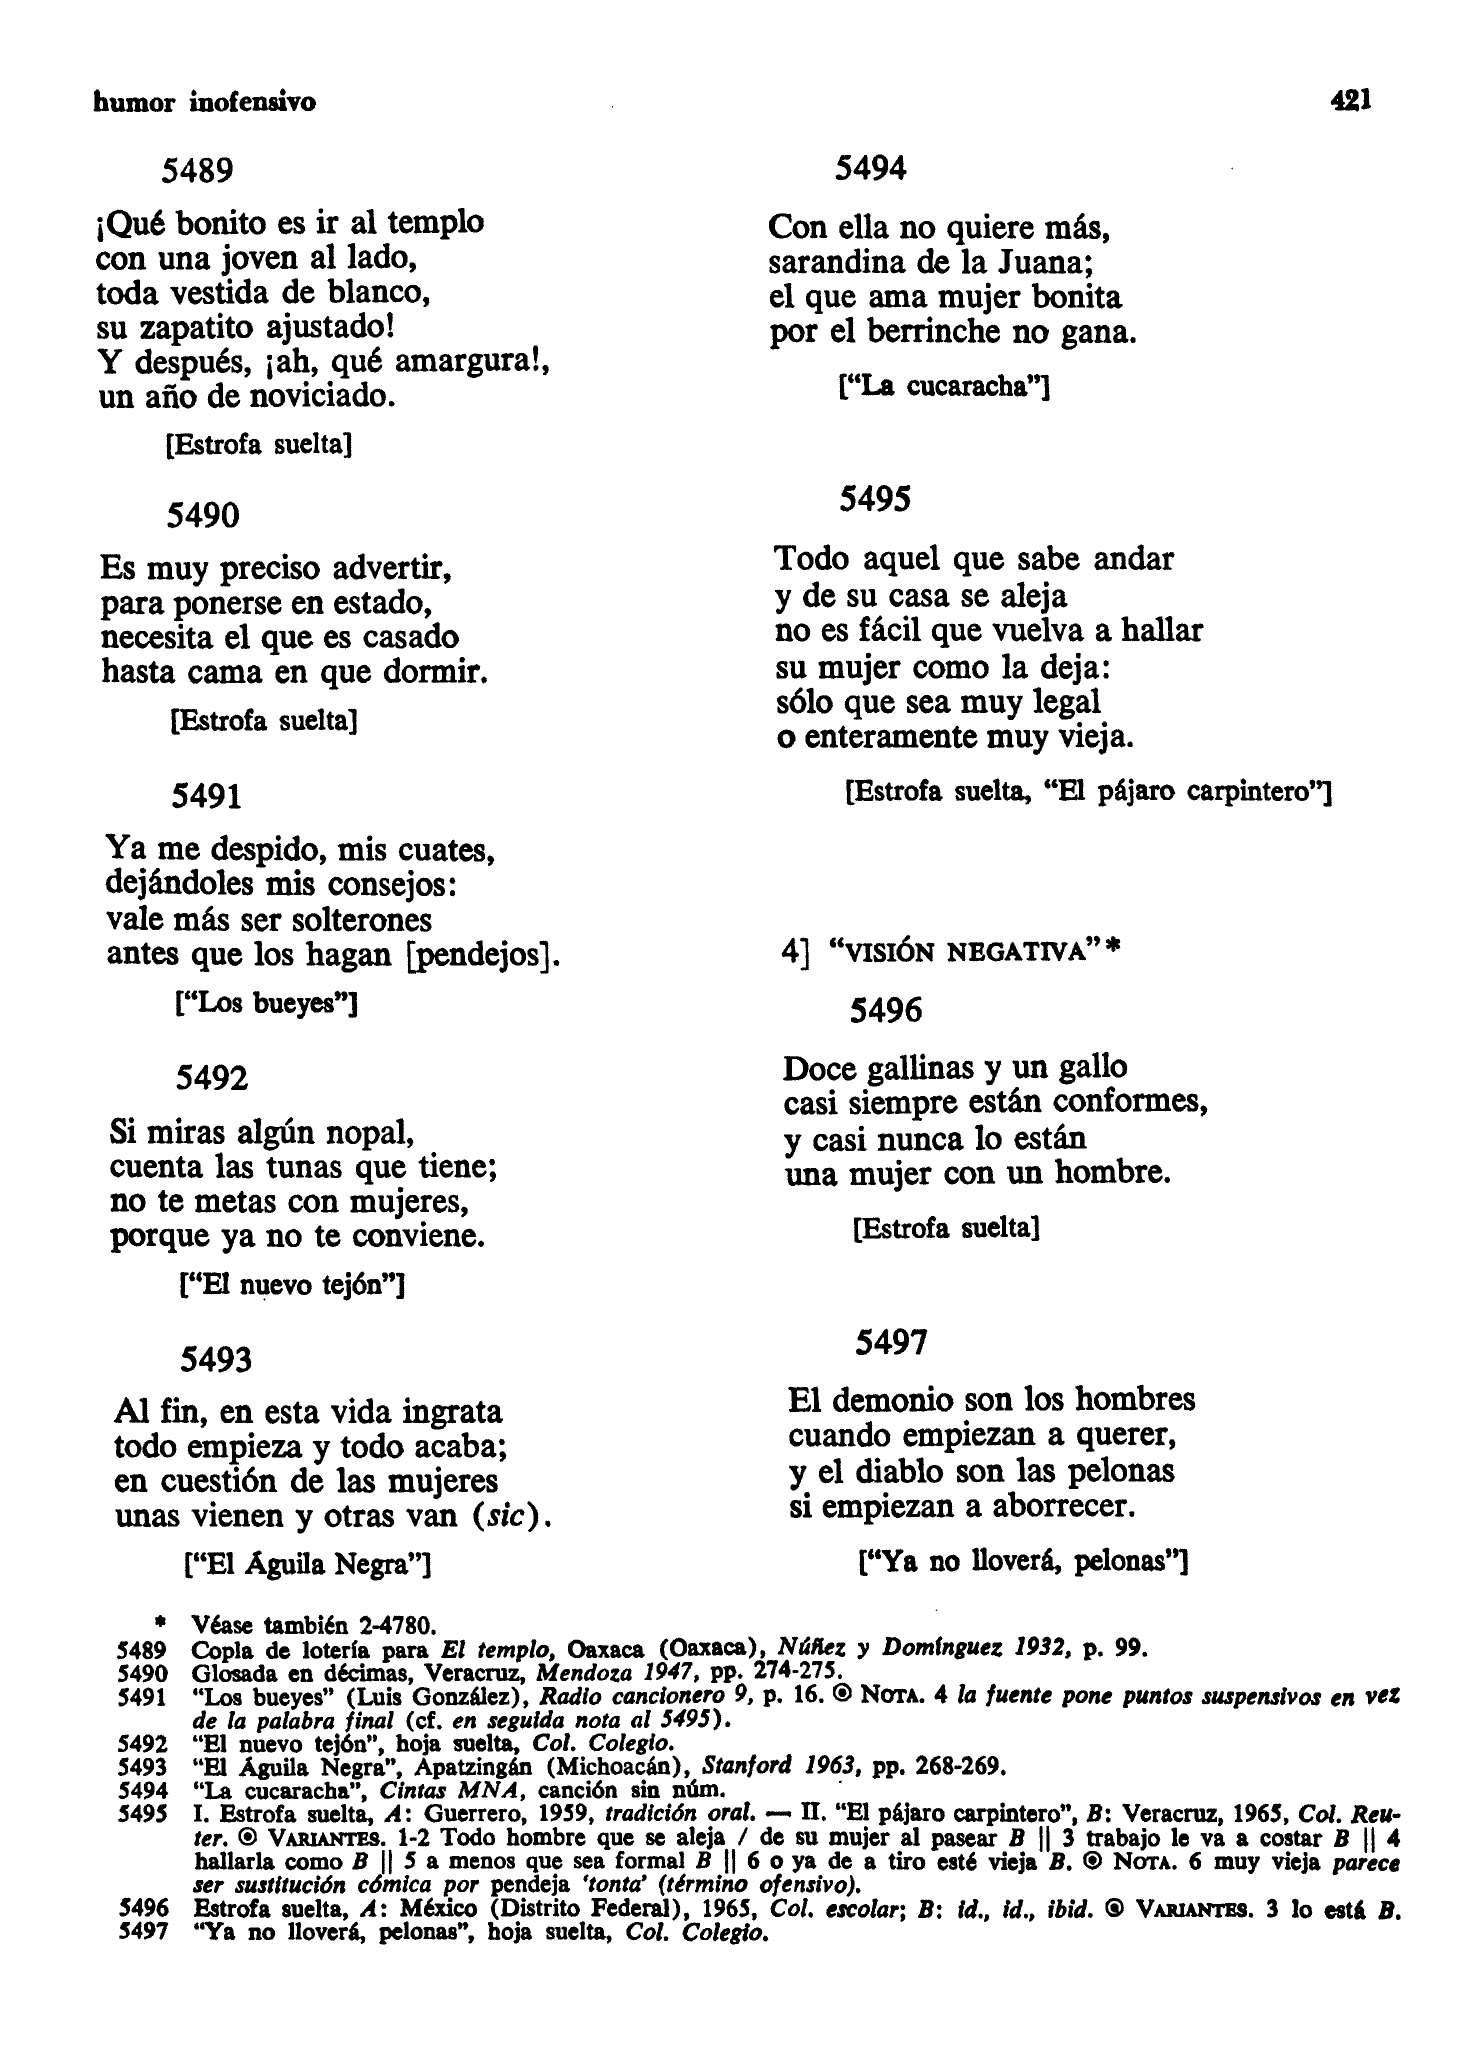 humor inofensivo
421
5489
¡Qué bonito es ir al templo
con una joven al lado,
toda vestida de blanco,
su zapatito ajustado!
Y después, ¡ah, qué amargura!,
un año de noviciado.
[Estrofa suelta]
5490
Es muy preciso advertir,
para ponerse en estado,
necesita el que es casado
hasta cama en que dormir.
[Estrofa suelta]
5491
Ya me despido, mis cuates,
dejándoles mis consejos:
vale más ser solterones
antes que los hagan [pendejos].
[“Los bueyes”]
5492
Si miras algún nopal,
cuenta las tunas que tiene;
no te metas con mujeres,
porque ya no te conviene.
[“El nuevo tejón”]
5493
Al fin, en esta vida ingrata
todo empieza y todo acaba;
en cuestión de las mujeres
unas vienen y otras van (sic).
[“El Águila Negra”]
5494
Con ella no quiere más,
sarandina de la Juana;
el que ama mujer bonita
por el berrinche no gana.
[“La cucaracha”]
5495
Todo aquel que sabe andar
y de su casa se aleja
no es fácil que vuelva a hallar
su mujer como la deja:
sólo que sea muy legal
o enteramente muy vieja.
[Estrofa suelta, “El pájaro carpintero”]
4] “VISIÓN NEGATIVA”*
5496
Doce gallinas y un gallo
casi siempre están conformes,
y casi nunca lo están
una mujer con un hombre.
[Estrofa suelta]
5497
El demonio son los hombres
cuando empiezan a querer,
y el diablo son las pelonas
si empiezan a aborrecer.
[“Ya no lloverá, pelonas”]
* Véase también 2-4780.
5489 Copla de lotería para El templo, Oaxaca (Oaxaca), Núñez y Domínguez 1932, p. 99.
5490 Glosada en décimas, Veracruz, Mendoza 1947, pp. 274-275.
5491 “Los bueyes” (Luis González), Radio cancionero 9, p. 16. ⊙ NOTA. 4 la fuente pone puntos suspensivos en vez
de la palabra final (cf. en seguida nota al 5495).
5492 “El nuevo tejón”, hoja suelta, Col. Colegio.
5493 “El Águila Negra”, Apatzingán (Michoacán), Stanford 1963, pp. 268-269.
5494 “La cucaracha”, Cintas MNA, canción sin núm.
5495 I. Estrofa suelta, A: Guerrero, 1959, tradición oral. — II. “El pájaro carpintero”, B: Veracruz, 1965, Col. Reu-
ter. ⊙ VARIANTES. 1-2 Todo hombre que se aleja / de su mujer al pasear B || 3 trabajo le va a costar B || 4
hallarla como B || 5 a menos que sea formal B || 6 o ya de a tiro esté vieja B. ⊙ NOTA. 6 muy vieja parece
ser sustitución cómica por pendeja ‘tonta’ (término ofensivo).
5496 Estrofa suelta, A: México (Distrito Federal), 1965, Col. escolar; B: id., id., ibid. ⊙ VARIANTES. 3 lo está B.
5497 “Ya no lloverá, pelonas”, hoja suelta, Col. Colegio.